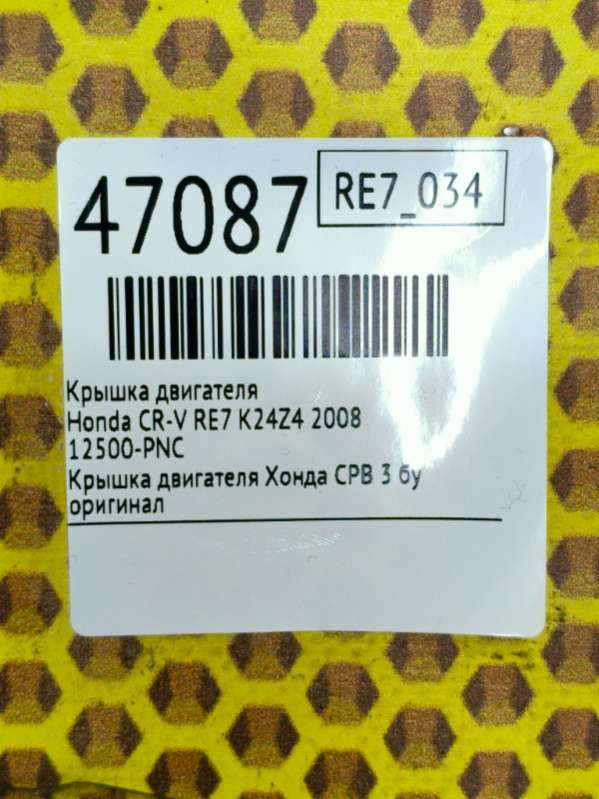 47087
RE7_034
Крышка двигателя
Honda CR-V RE7 K24Z4 2008
12500-PNC
Крышка двигателя Хонда СРВ 3 бу
оригинал